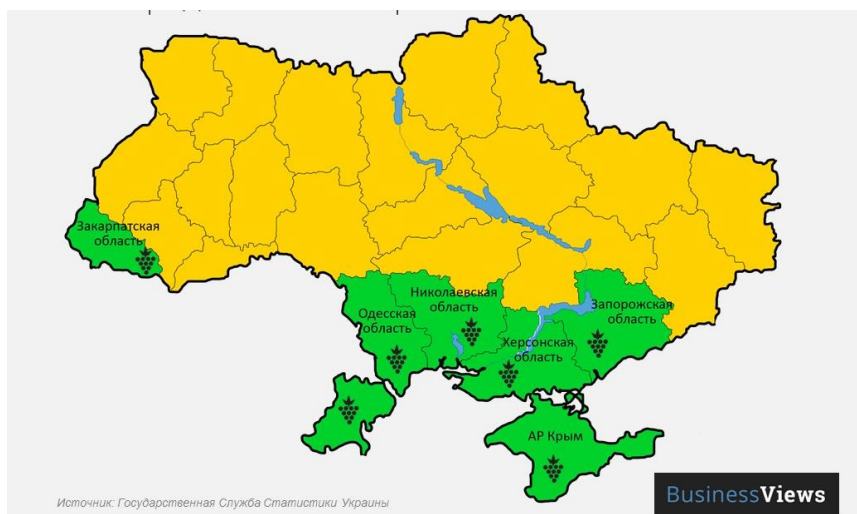 Закарпатская
область
Николаевская
область
Одесская
область
Запорожская
область
Херсонская
область
АР Крым
Источник: Государственная Служба Статистики Украины
BusinessViews